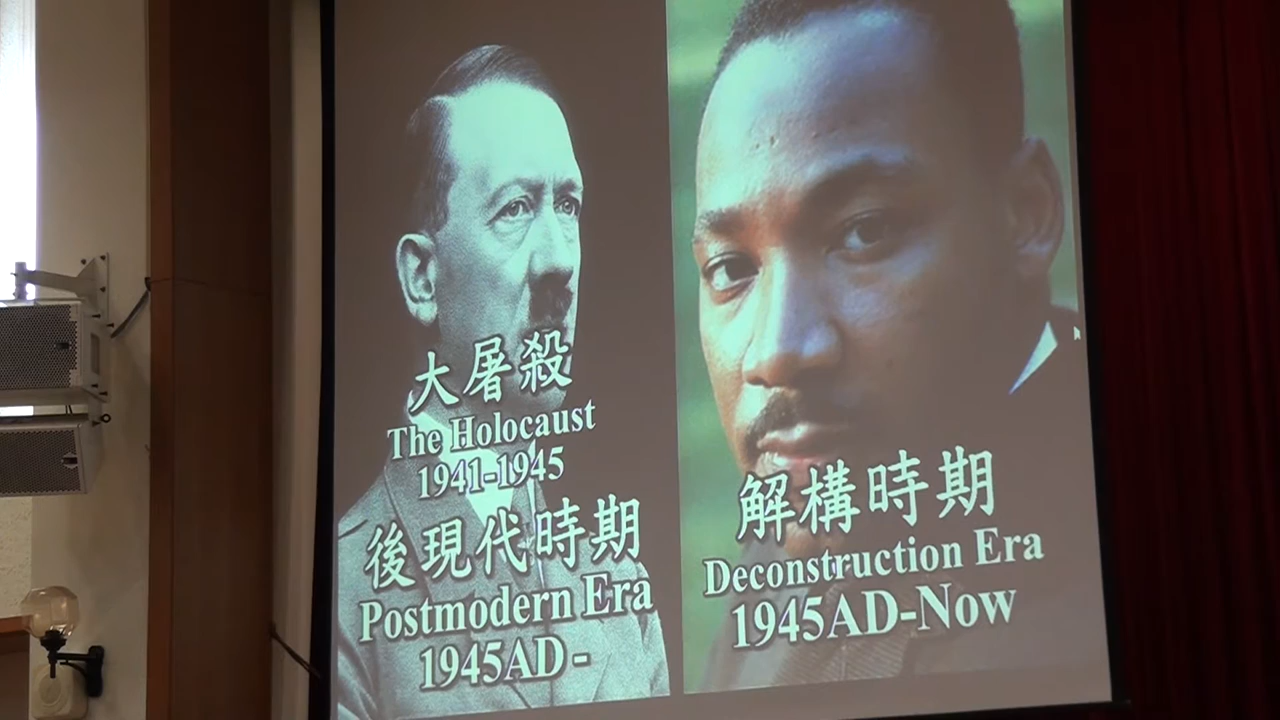 大屠殺
The Holocaust
1941-1945
後現代時期
Postmodern Era
1945AD-
解構時期
Deconstruction Era
1945AD-Now